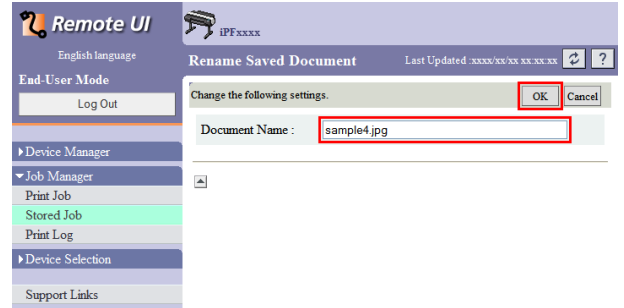 Remote UI
English language
End-User Mode
Log Out
Device Manager
Job Manager
Print Job
Stored Job
Print Log
Device Selection
Support Links
iPFxxxx
Rename Saved Document
Last Updated :xxxx/xx/xx xx:xx:xx
?
Change the following settings.
OK
Cancel
Document Name :
sample4.jpg